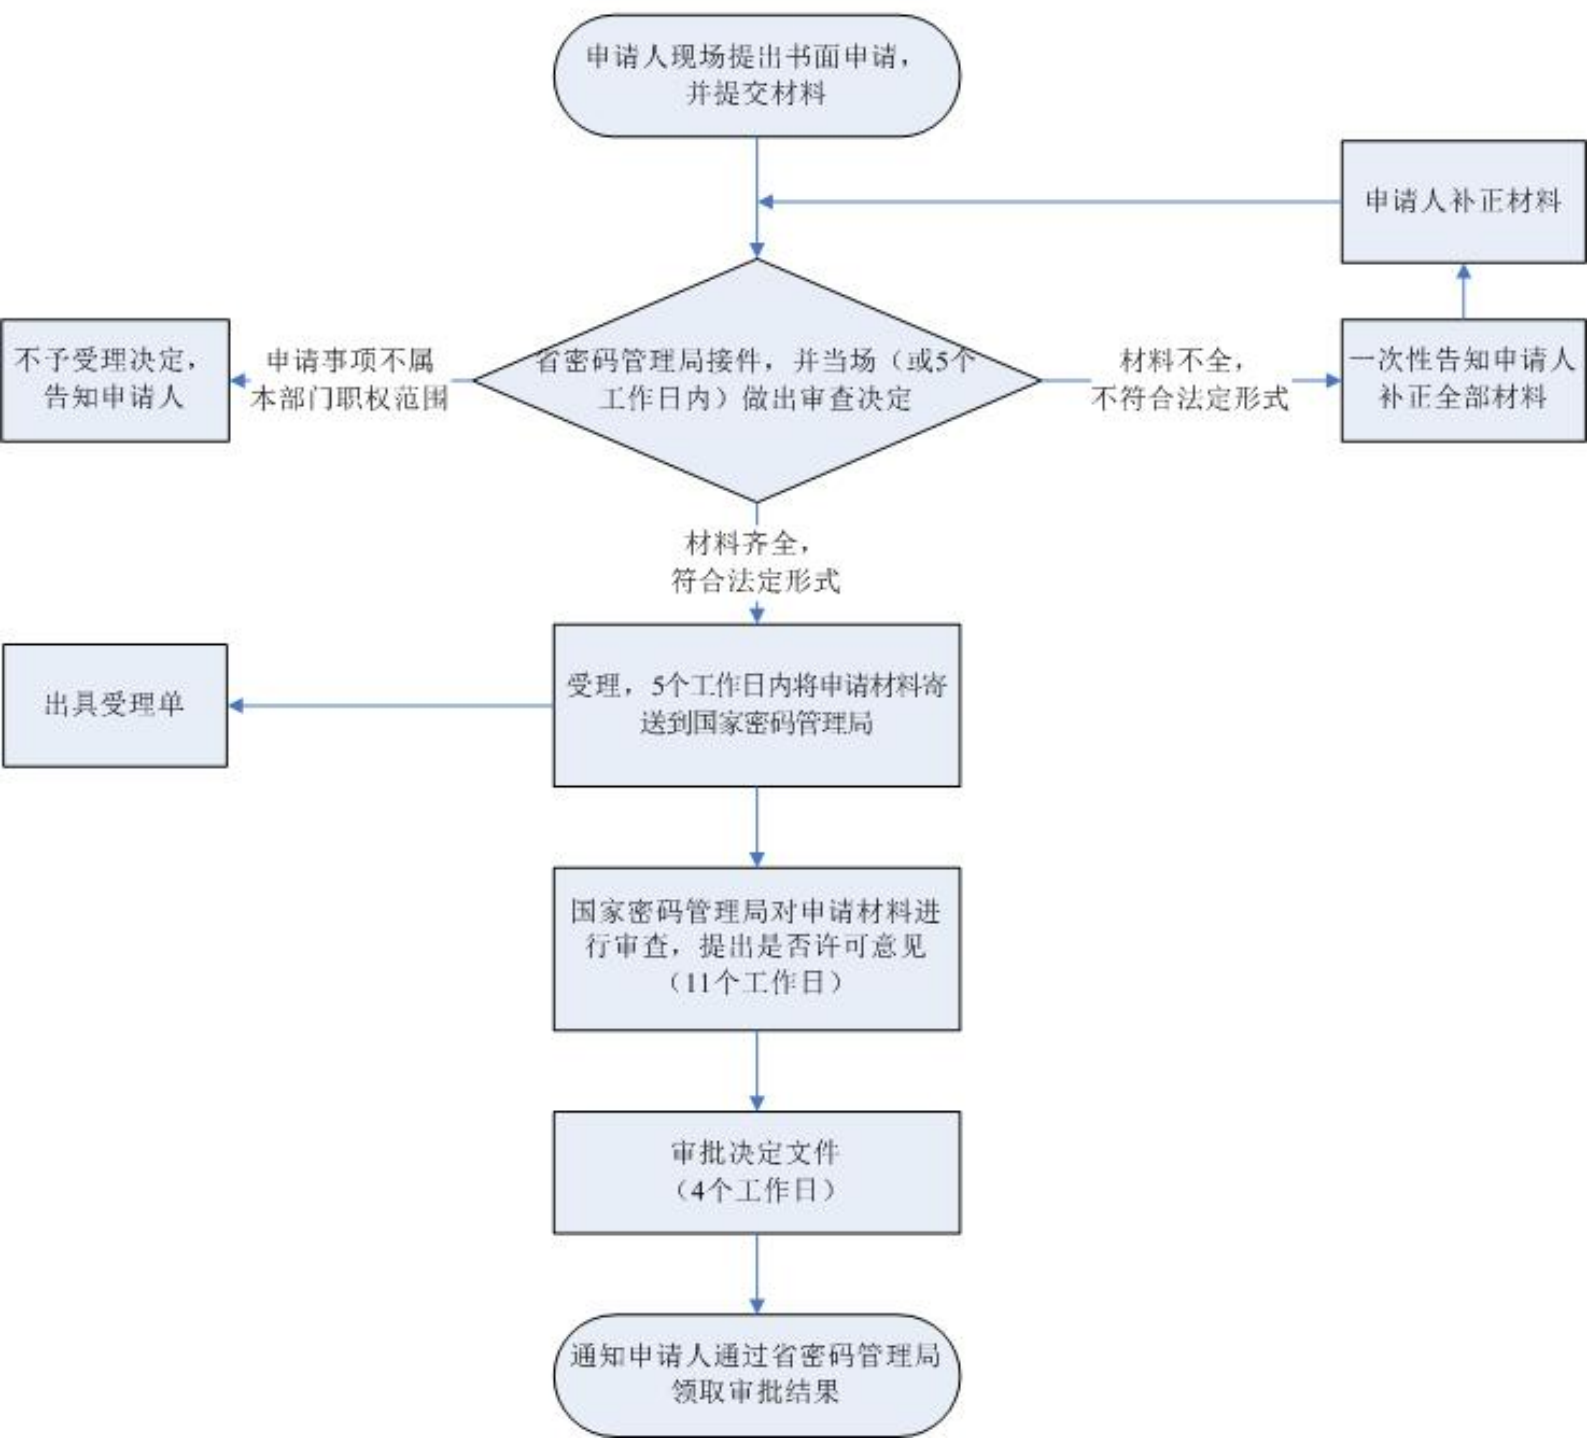 申请人现场提出书面申请，
并提交材料
申请人补正材料
不予受理决定，
告知申请人
申请事项不属
本部门职权范围
省密码管理局接件，并当场（或5个
工作日内）做出审查决定
材料不全，
不符合法定形式
一次性告知申请人
补正全部材料
材料齐全，
符合法定形式
出具受理单
受理，5个工作日内将申请材料寄
送到国家密码管理局
国家密码管理局对申请材料进
行审查，提出是否许可意见
（11个工作日）
审批决定文件
（4个工作日）
通知申请人通过省密码管理局
领取审批结果